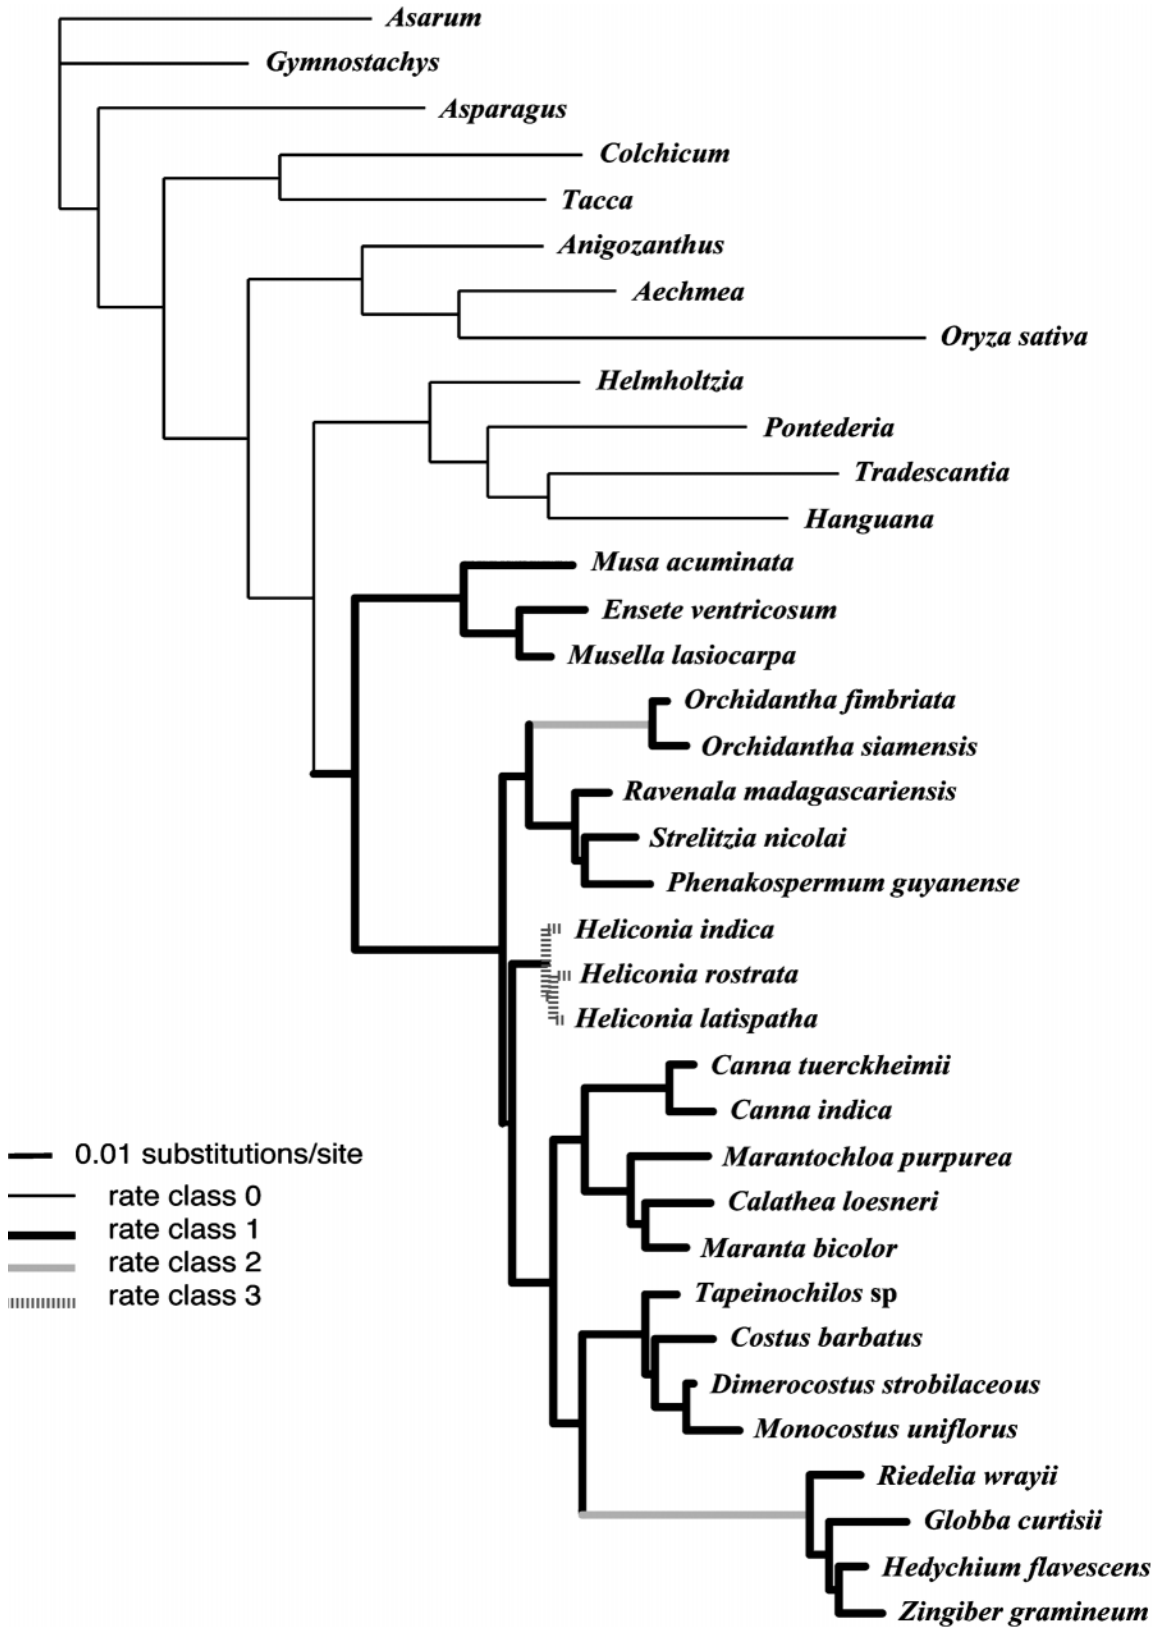 Asarum
Gymnostachys
Asparagus
Colchicum
Tacca
Anigozanthus
Aechmea
Oryza sativa
Helmholtzia
Pontederia
Tradescantia
Hanguana
Musa acuminata
Ensete ventricosum
Musella lasiocarpa
Orchidantha fimbriata
Orchidantha siamensis
Ravenala madagascariensis
Strelitzia nicolai
Phenakospermum guyanense
Heliconia indica
Heliconia rostrata
Heliconia latispatha
Canna tuerckheimii
Canna indica
Marantochloa purpurea
Calathea loesneri
Maranta bicolor
Tapeinochilos sp
Costus barbatus
Dimerocostus strobilaceous
Monocostus uniflorus
Riedelia wrayii
Globba curtisii
Hedychium flavescens
Zingiber gramineum
0.01 substitutions/site
rate class 0
rate class 1
rate class 2
rate class 3